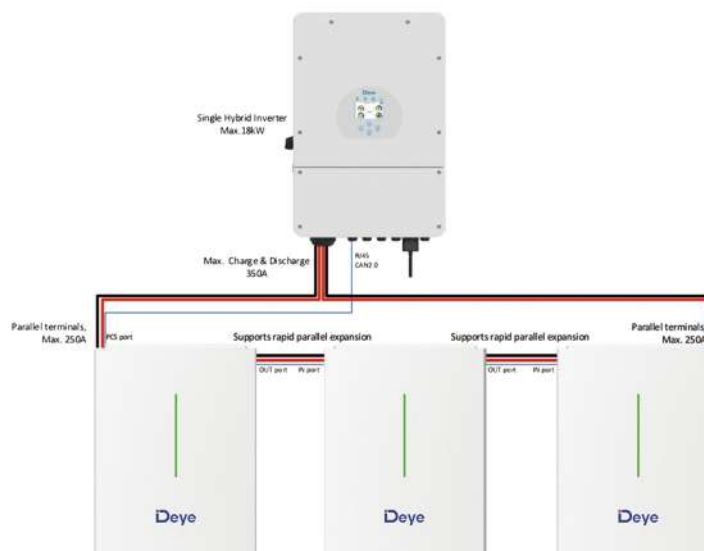 Deye
Single Hybrid Inverter
Max. 18kW
Max. Charge & Discharge
350A
RJ45
CAN2.0
Parallel terminals,
Max. 250A
PCS port
Supports rapid parallel expansion
Supports rapid parallel expansion
Parallel terminals,
Max. 250A
OUT port
IN port
OUT port
IN port
Deye
Deye
Deye